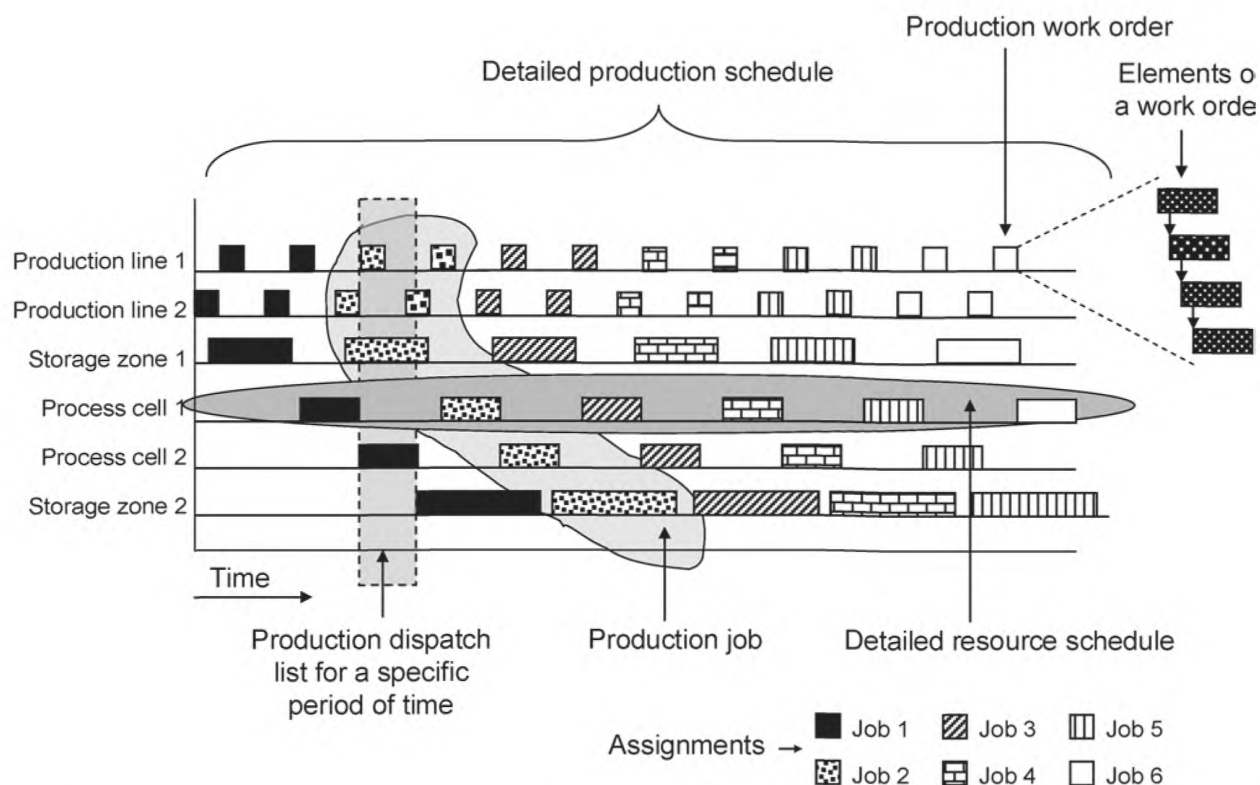 Production work order
Detailed production schedule
Elements o
a work orde
Production line 1
Production line 2
Storage zone 1
Process cell 1
Process cell 2
Storage zone 2
Time
Production dispatch
list for a specific
period of time
Production job
Detailed resource schedule
Assignments
Job 1
Job 3
Job 5
Job 2
Job 4
Job 6